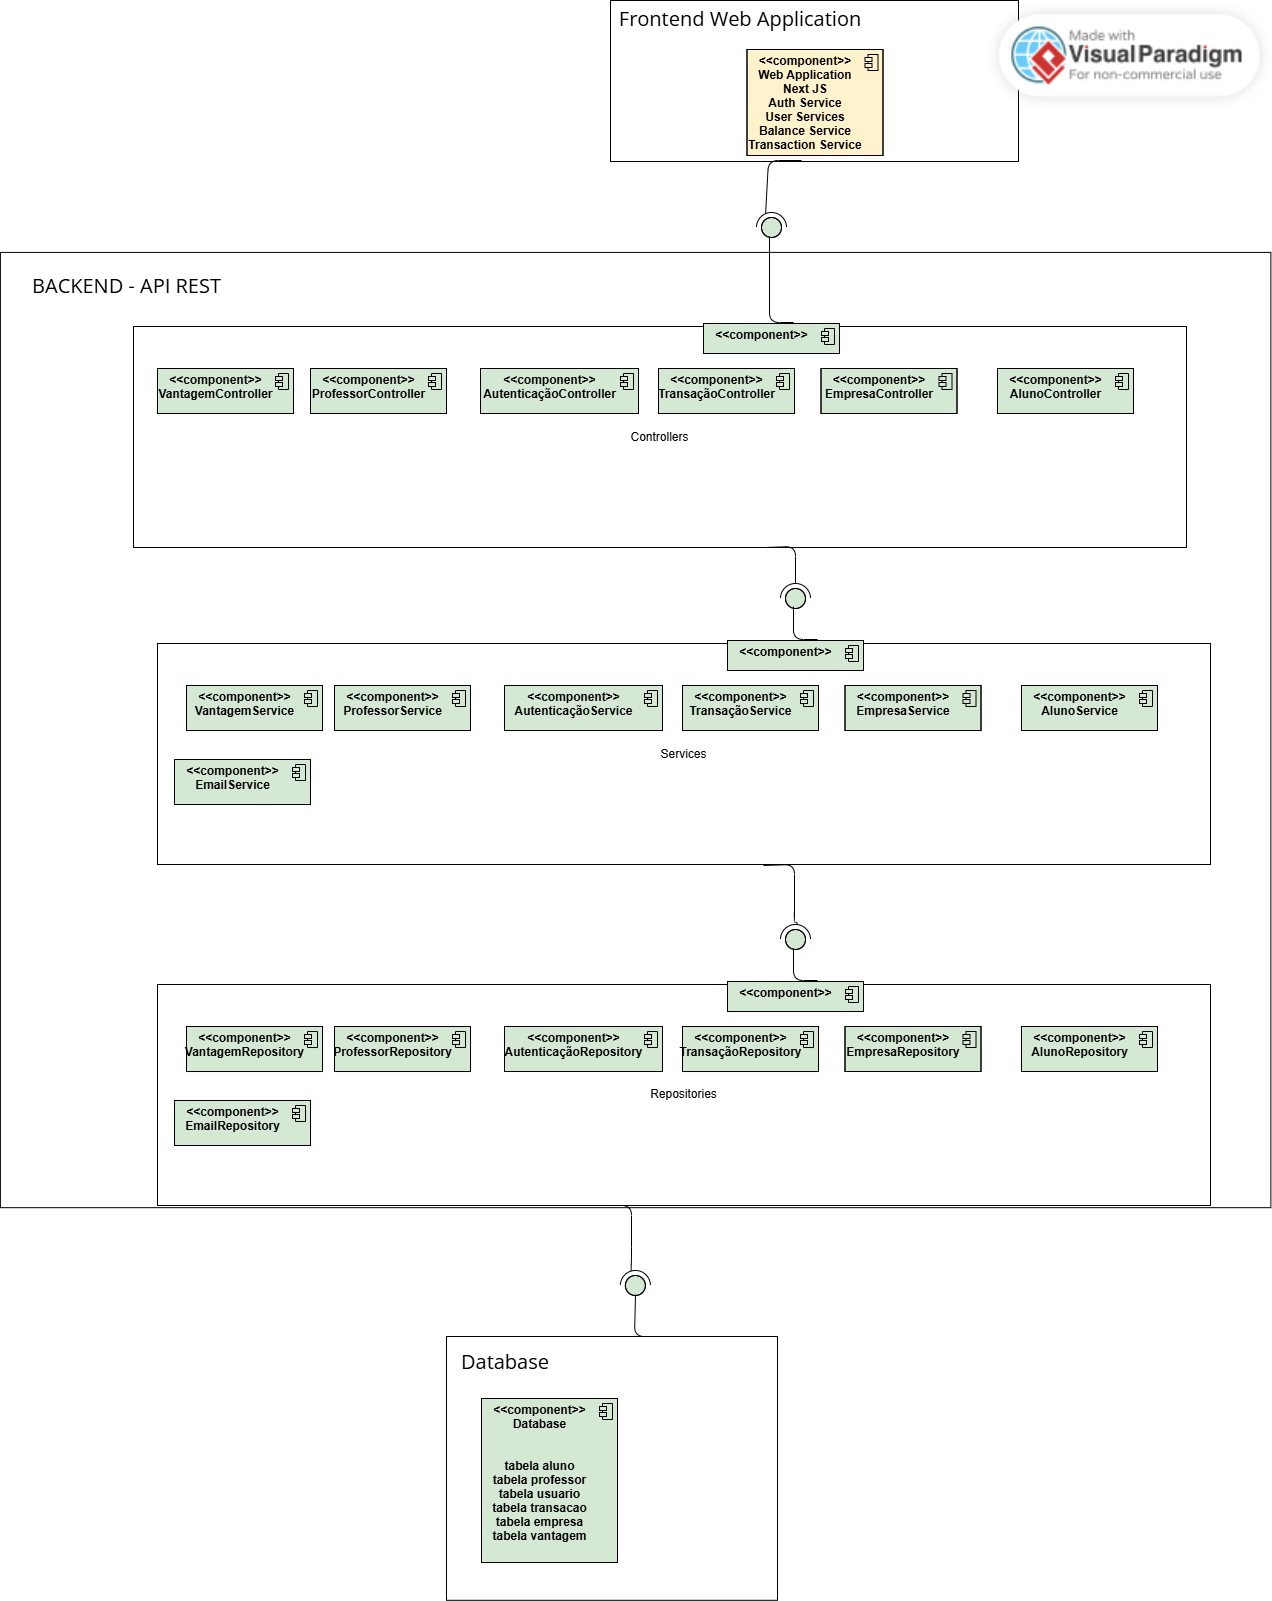 Frontend Web Application
<<component>>
Web Application
Next JS
Auth Service
User Services
Balance Service
Transaction Service
Made with
Visual Paradigm
For non-commercial use
BACKEND - API REST
<<component>>
<<component>>
VantagemController
<<component>>
ProfessorController
<<component>>
AutenticaçãoController
<<component>>
TransaçãoController
<<component>>
EmpresaController
<<component>>
AlunoController
Controllers
<<component>>
<<component>>
VantagemService
<<component>>
ProfessorService
<<component>>
AutenticaçãoService
<<component>>
TransaçãoService
<<component>>
EmpresaService
<<component>>
AlunoService
Services
<<component>>
EmailService
<<component>>
<<component>>
VantagemRepository
<<component>>
ProfessorRepository
<<component>>
AutenticaçãoRepository
<<component>>
TransaçãoRepository
<<component>>
EmpresaRepository
<<component>>
AlunoRepository
Repositories
<<component>>
EmailRepository
Database
<<component>>
Database
tabela aluno
tabela professor
tabela usuario
tabela transacao
tabela empresa
tabela vantagem